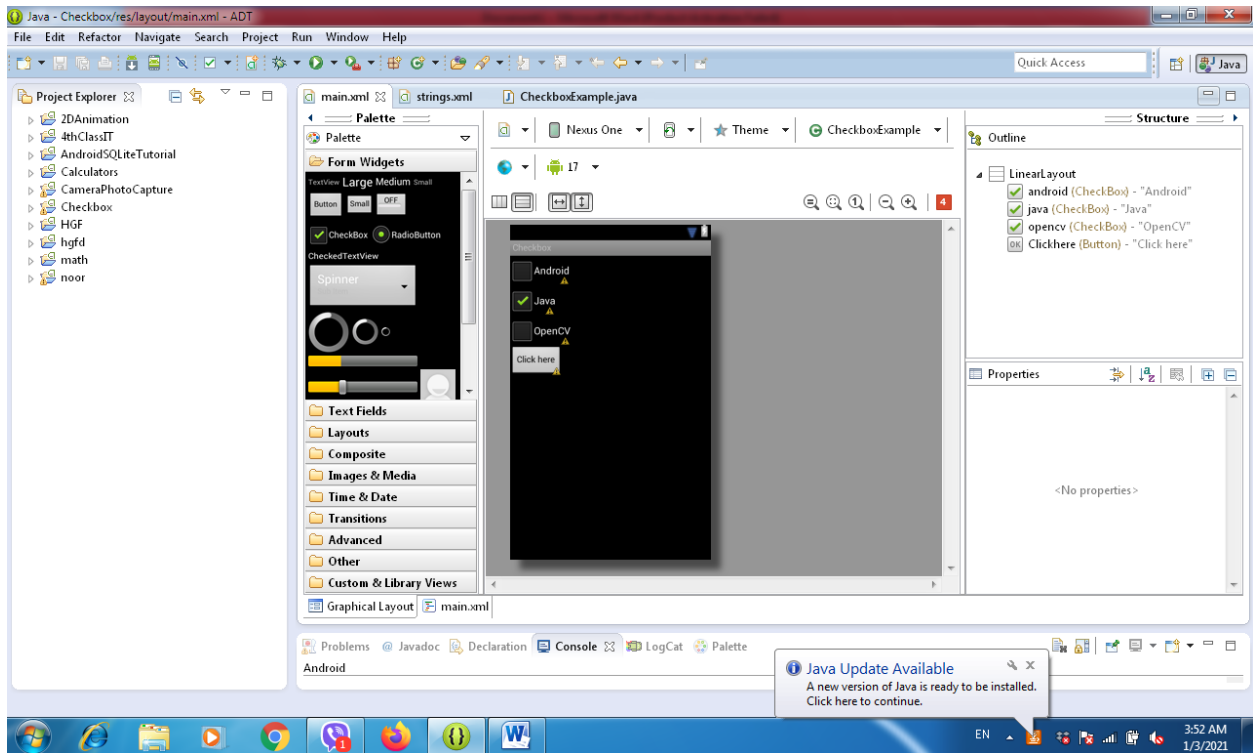 Java - Checkbox/res/layout/main.xml - ADT
File Edit Refactor Navigate Search Project Run Window Help
Quick Access
Java
Project Explorer
2DAnimation
4thClassIT
AndroidSQLiteTutorial
Calculators
CameraPhotoCapture
Checkbox
HGF
hgfd
math
noor
main.xml strings.xml CheckboxExample.java
Palette
Palette
Form Widgets
TextView Large Medium Small
Button Small OFF
CheckBox RadioButton
CheckedTextView
Spinner
Text Fields
Layouts
Composite
Images & Media
Time & Date
Transitions
Advanced
Other
Custom & Library Views
Graphical Layout main.xml
Nexus One Theme CheckboxExample
17
4
Checkbox
Android
Java
OpenCV
Click here
Structure
Outline
LinearLayout
android (CheckBox) - "Android"
java (CheckBox) - "Java"
opencv (CheckBox) - "OpenCV"
OK Clickhere (Button) - "Click here"
Properties
<No properties>
Problems @ Javadoc Declaration Console LogCat Palette
Android
Java Update Available
A new version of Java is ready to be installed.
Click here to continue.
1
EN
3:52 AM
1/3/2021